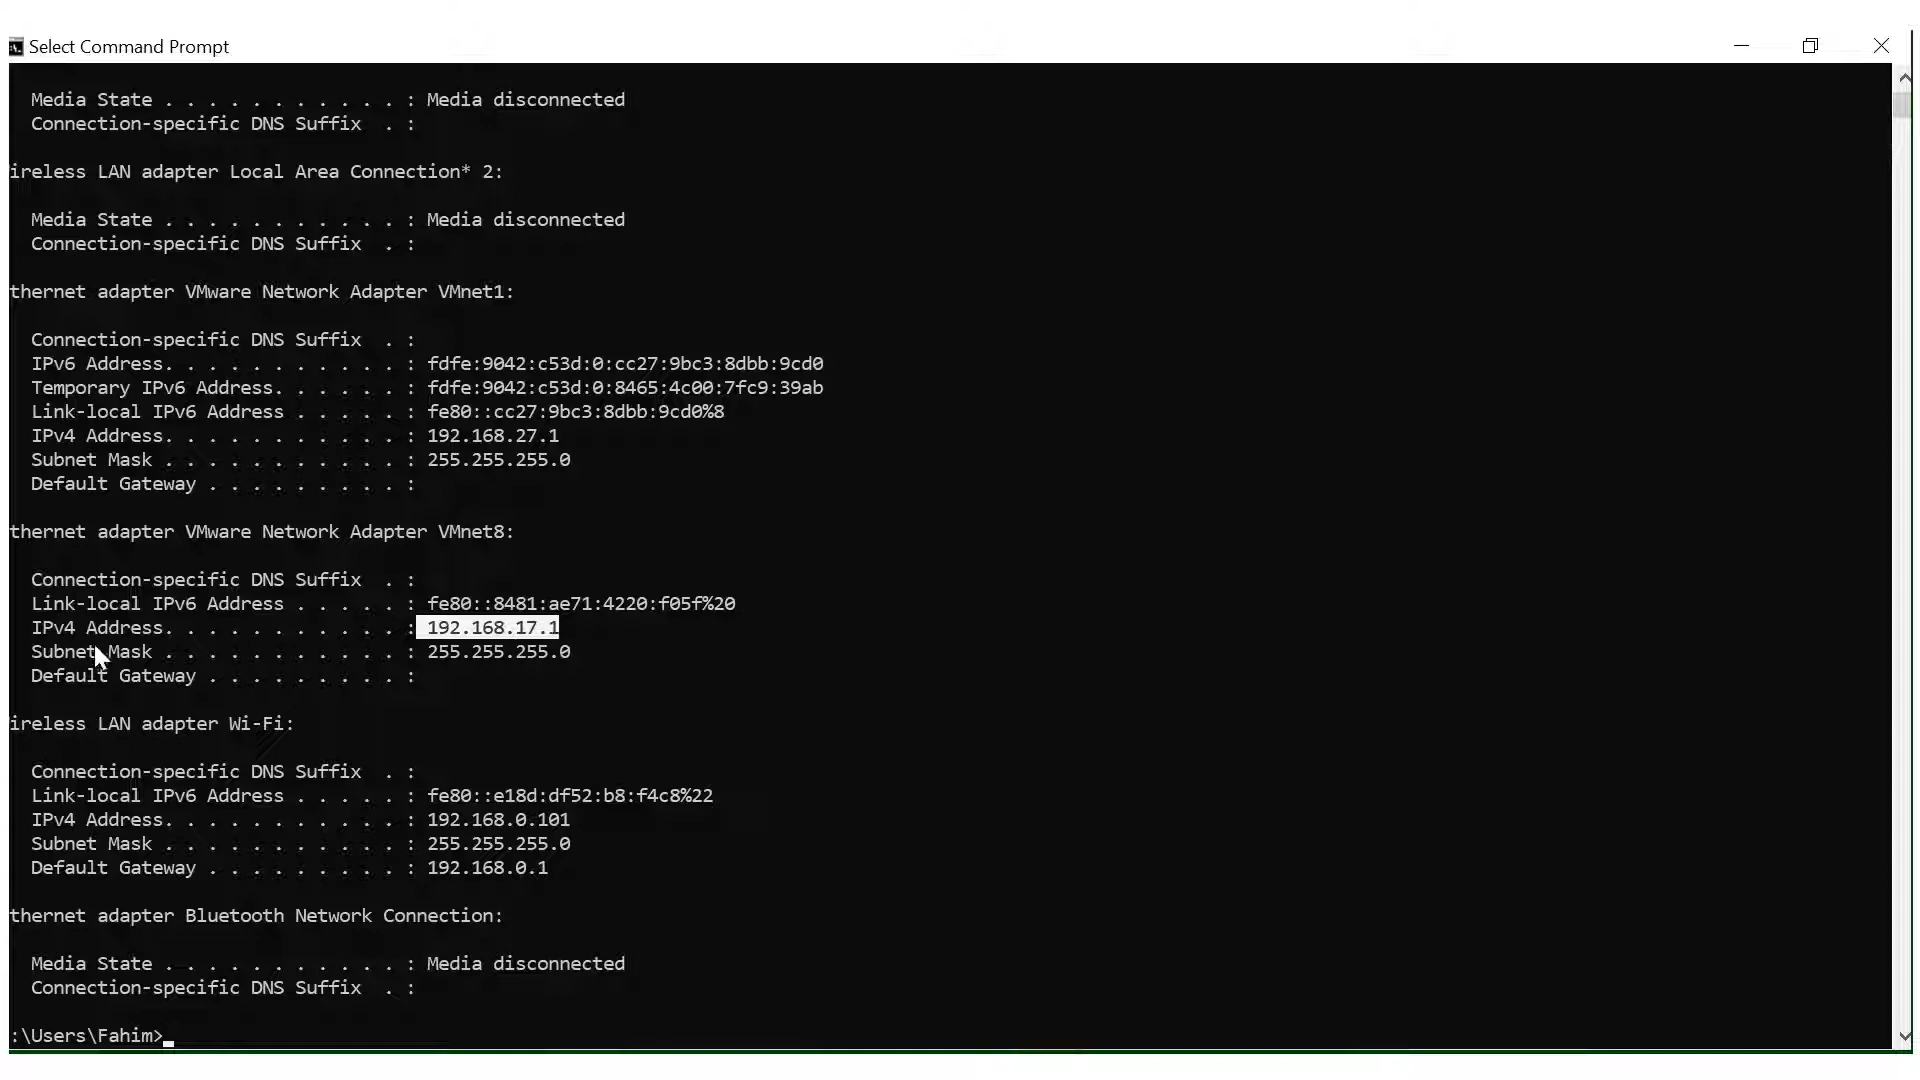 Select Command Prompt
Media State . . . . . . . . . . . : Media disconnected
Connection-specific DNS Suffix  . :
ireless LAN adapter Local Area Connection* 2:
Media State . . . . . . . . . . . : Media disconnected
Connection-specific DNS Suffix  . :
thernet adapter VMware Network Adapter VMnet1:
Connection-specific DNS Suffix  . :
IPv6 Address. . . . . . . . . . . : fdfe:9042:c53d:0:cc27:9bc3:8dbb:9cd0
Temporary IPv6 Address. . . . . . : fdfe:9042:c53d:0:8465:4c00:7fc9:39ab
Link-local IPv6 Address . . . . . : fe80::cc27:9bc3:8dbb:9cd0%8
IPv4 Address. . . . . . . . . . . : 192.168.27.1
Subnet Mask . . . . . . . . . . . : 255.255.255.0
Default Gateway . . . . . . . . . :
thernet adapter VMware Network Adapter VMnet8:
Connection-specific DNS Suffix  . :
Link-local IPv6 Address . . . . . : fe80::8481:ae71:4220:f05f%20
IPv4 Address. . . . . . . . . . . : 192.168.17.1
Subnet Mask . . . . . . . . . . . : 255.255.255.0
Default Gateway . . . . . . . . . :
ireless LAN adapter Wi-Fi:
Connection-specific DNS Suffix  . :
Link-local IPv6 Address . . . . . : fe80::e18d:df52:b8:f4c8%22
IPv4 Address. . . . . . . . . . . : 192.168.0.101
Subnet Mask . . . . . . . . . . . : 255.255.255.0
Default Gateway . . . . . . . . . : 192.168.0.1
thernet adapter Bluetooth Network Connection:
Media State . . . . . . . . . . . : Media disconnected
Connection-specific DNS Suffix  . :
:\Users\Fahim>